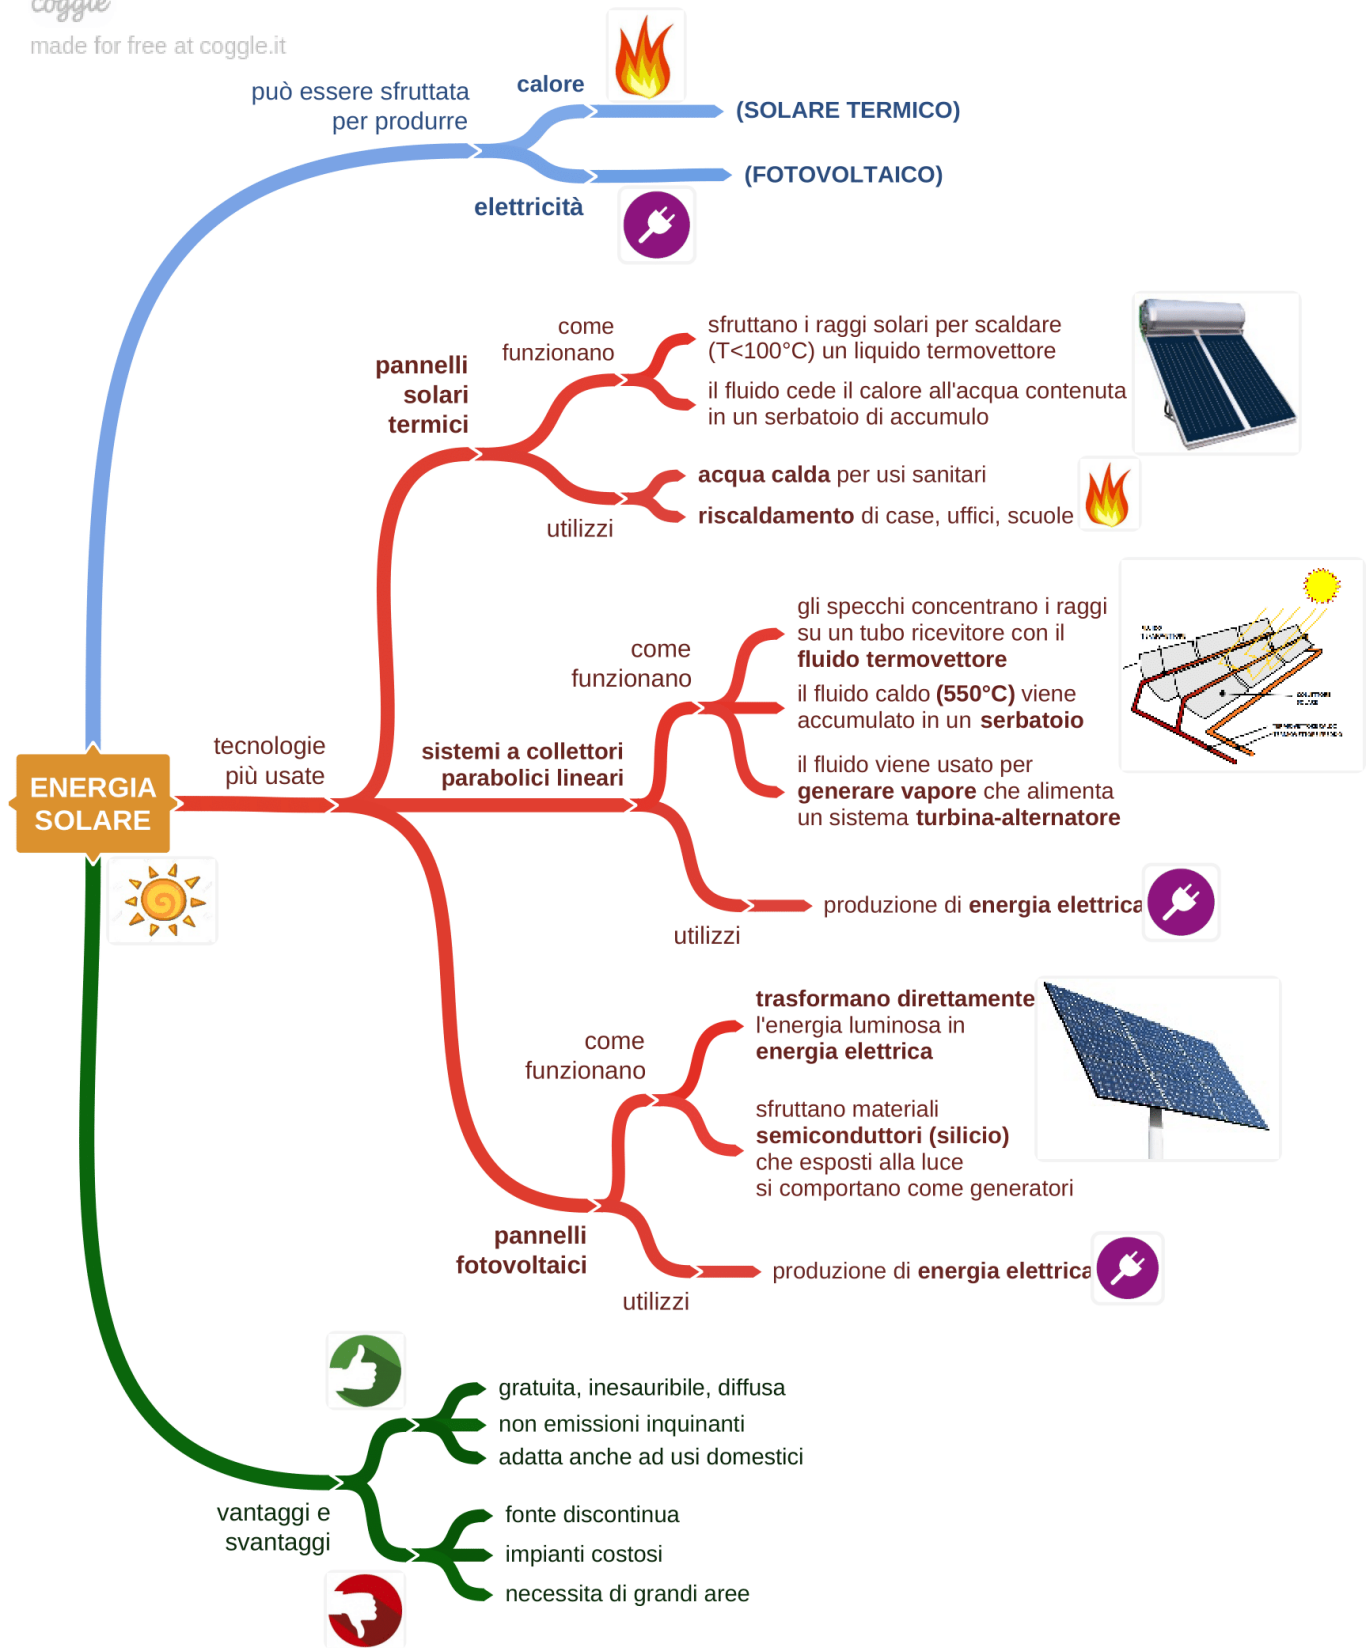 coggle
made for free at coggle.it
può essere sfruttata
per produrre
calore
(SOLARE TERMICO)
elettricità
(FOTOVOLTAICO)
ENERGIA
SOLARE
tecnologie
più usate
pannelli
solari
termici
come
funzionano
sfruttano i raggi solari per scaldare
(T<100°C) un liquido termovettore
il fluido cede il calore all'acqua contenuta
in un serbatoio di accumulo
utilizzi
acqua calda per usi sanitari
riscaldamento di case, uffici, scuole
sistemi a collettori
parabolici lineari
come
funzionano
gli specchi concentrano i raggi
su un tubo ricevitore con il
fluido termovettore
il fluido caldo (550°C) viene
accumulato in un serbatoio
il fluido viene usato per
generare vapore che alimenta
un sistema turbina-alternatore
FLUIDO
utilizzi
produzione di energia elettrica
pannelli
fotovoltaici
come
funzionano
trasformano direttamente
l'energia luminosa in
energia elettrica
sfruttano materiali
semiconduttori (silicio)
che esposti alla luce
si comportano come generatori
utilizzi
produzione di energia elettrica
vantaggi e
svantaggi
gratuita, inesauribile, diffusa
non emissioni inquinanti
adatta anche ad usi domestici
fonte discontinua
impianti costosi
necessita di grandi aree